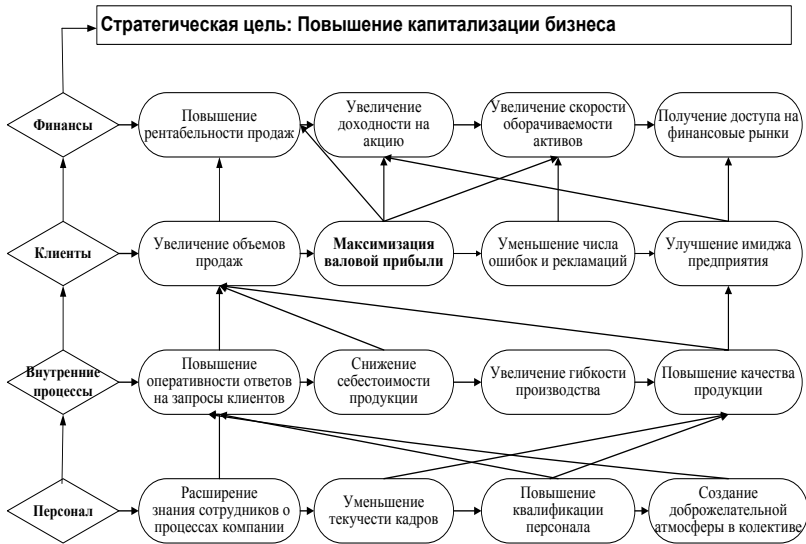 Стратегическая цель: Повышение капитализации бизнеса
Финансы
Повышение
рентабельности продаж
Увеличение
доходности на
акцию
Увеличение скорости
оборачиваемости
активов
Получение доступа на
финансовые рынки
Клиенты
Увеличение объемов
продаж
Максимизация
валовой прибыли
Уменьшение числа
ошибок и рекламаций
Улучшение имиджа
предприятия
Внутренние
процессы
Повышение
оперативности ответов
на запросы клиентов
Снижение
себестоимости
продукции
Увеличение гибкости
производства
Повышение качества
продукции
Персонал
Расширение
знания сотрудников о
процессах компании
Уменьшение
текучести кадров
Повышение
квалификации
персонала
Создание
доброжелательной
атмосферы в колективе